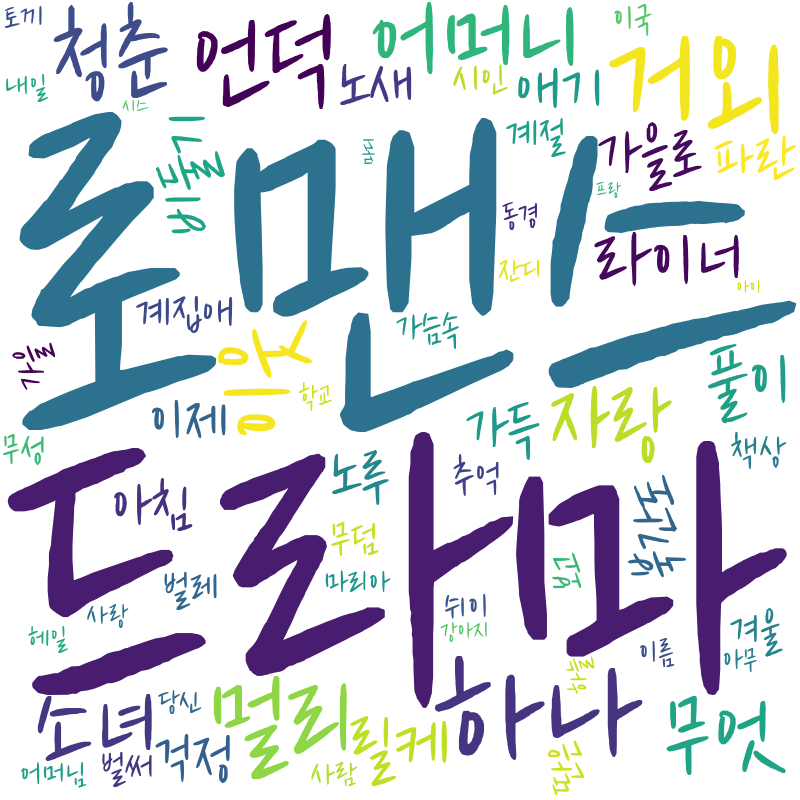 토끼
청춘
언덕
어머니
이국
내일
시스
노새
시인
애기
거외
로맨스
계절
가을로
파란
동경
프랑
라이너
잔디
아이
계집애
가슴속
이웃
학교
이제
가득
자랑
풀이
무성
책상
드라마
아침
노루
추억
무덤
벌레
마리아
사랑
쉬이
강아지
헤일
이름
겨울
아무
소녀
당신
멀리
하나
무엇
어머님
벌써
걱정
사람
릴케